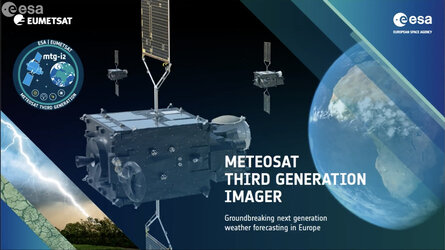 esa
EUMETSAT
esa
EUROPEAN SPACE AGENCY
ESA | EUMETSAT
mtg-i2
METEOSAT THIRD GENERATION
METEOSAT
THIRD GENERATION
IMAGER
Groundbreaking next generation
weather forecasting in Europe